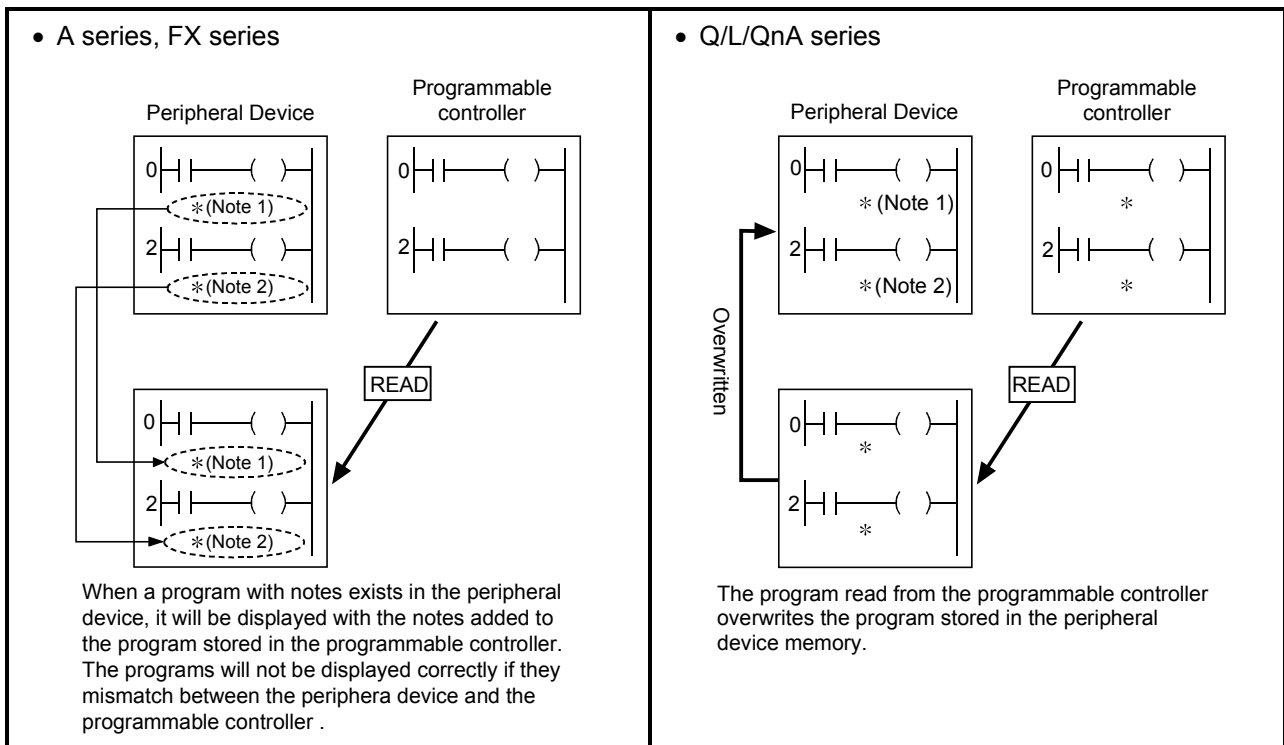 • A series, FX series
Peripheral Device
Programmable
controller
0
*(Note 1)
2
*(Note 2)
0
2
READ
0
*(Note 1)
2
*(Note 2)
When a program with notes exists in the peripheral
device, it will be displayed with the notes added to
the program stored in the programmable controller.
The programs will not be displayed correctly if they
mismatch between the periphera device and the
programmable controller .
• Q/L/QnA series
Peripheral Device
Programmable
controller
0
*(Note 1)
2
*(Note 2)
0
*
2
*
Overwritten
READ
0
*
2
*
The program read from the programmable controller
overwrites the program stored in the peripheral
device memory.